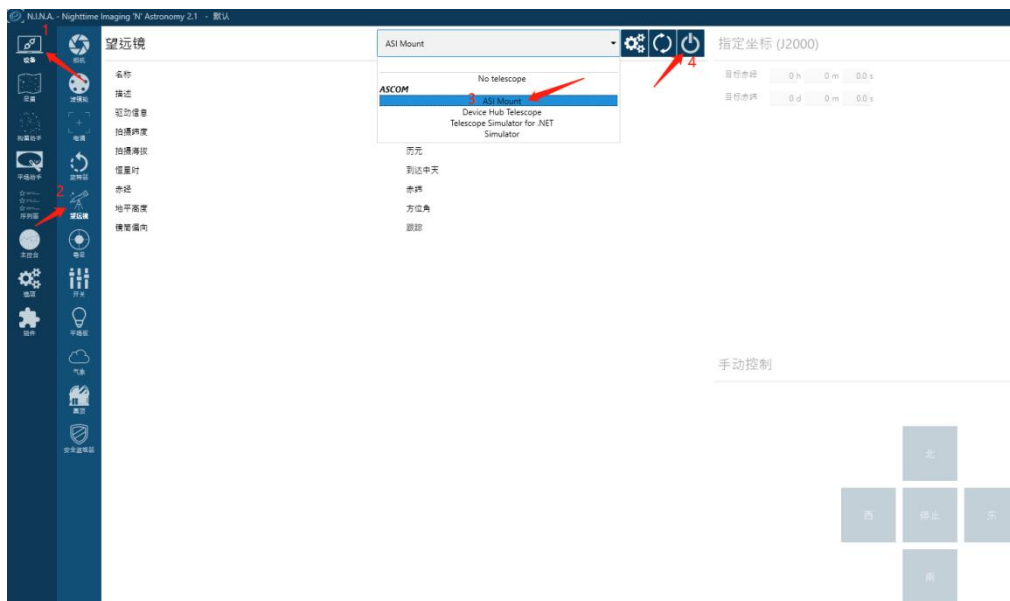 N.I.N.A. - Nighttime Imaging 'N' Astronomy 2.1 - 默认
1
设备
天图
构图助手
平场助手
序列器
主控台
选项
组件
相机
滤镜轮
电调
旋转器
2
望远镜
导星
开关
平场板
气象
圆顶
安全监视器
望远镜
ASI Mount
4
No telescope
ASCOM
3 ASI Mount
Device Hub Telescope
Telescope Simulator for .NET
Simulator
名称
描述
驱动信息
拍摄纬度
拍摄海拔
历元
恒星时
到达中天
赤经
赤纬
地平高度
方位角
镜筒偏向
跟踪
指定坐标 (J2000)
目标赤经 0 h 0 m 0.0 s
目标赤纬 0 d 0 m 0.0 s
手动控制
北
西 停止 东
南